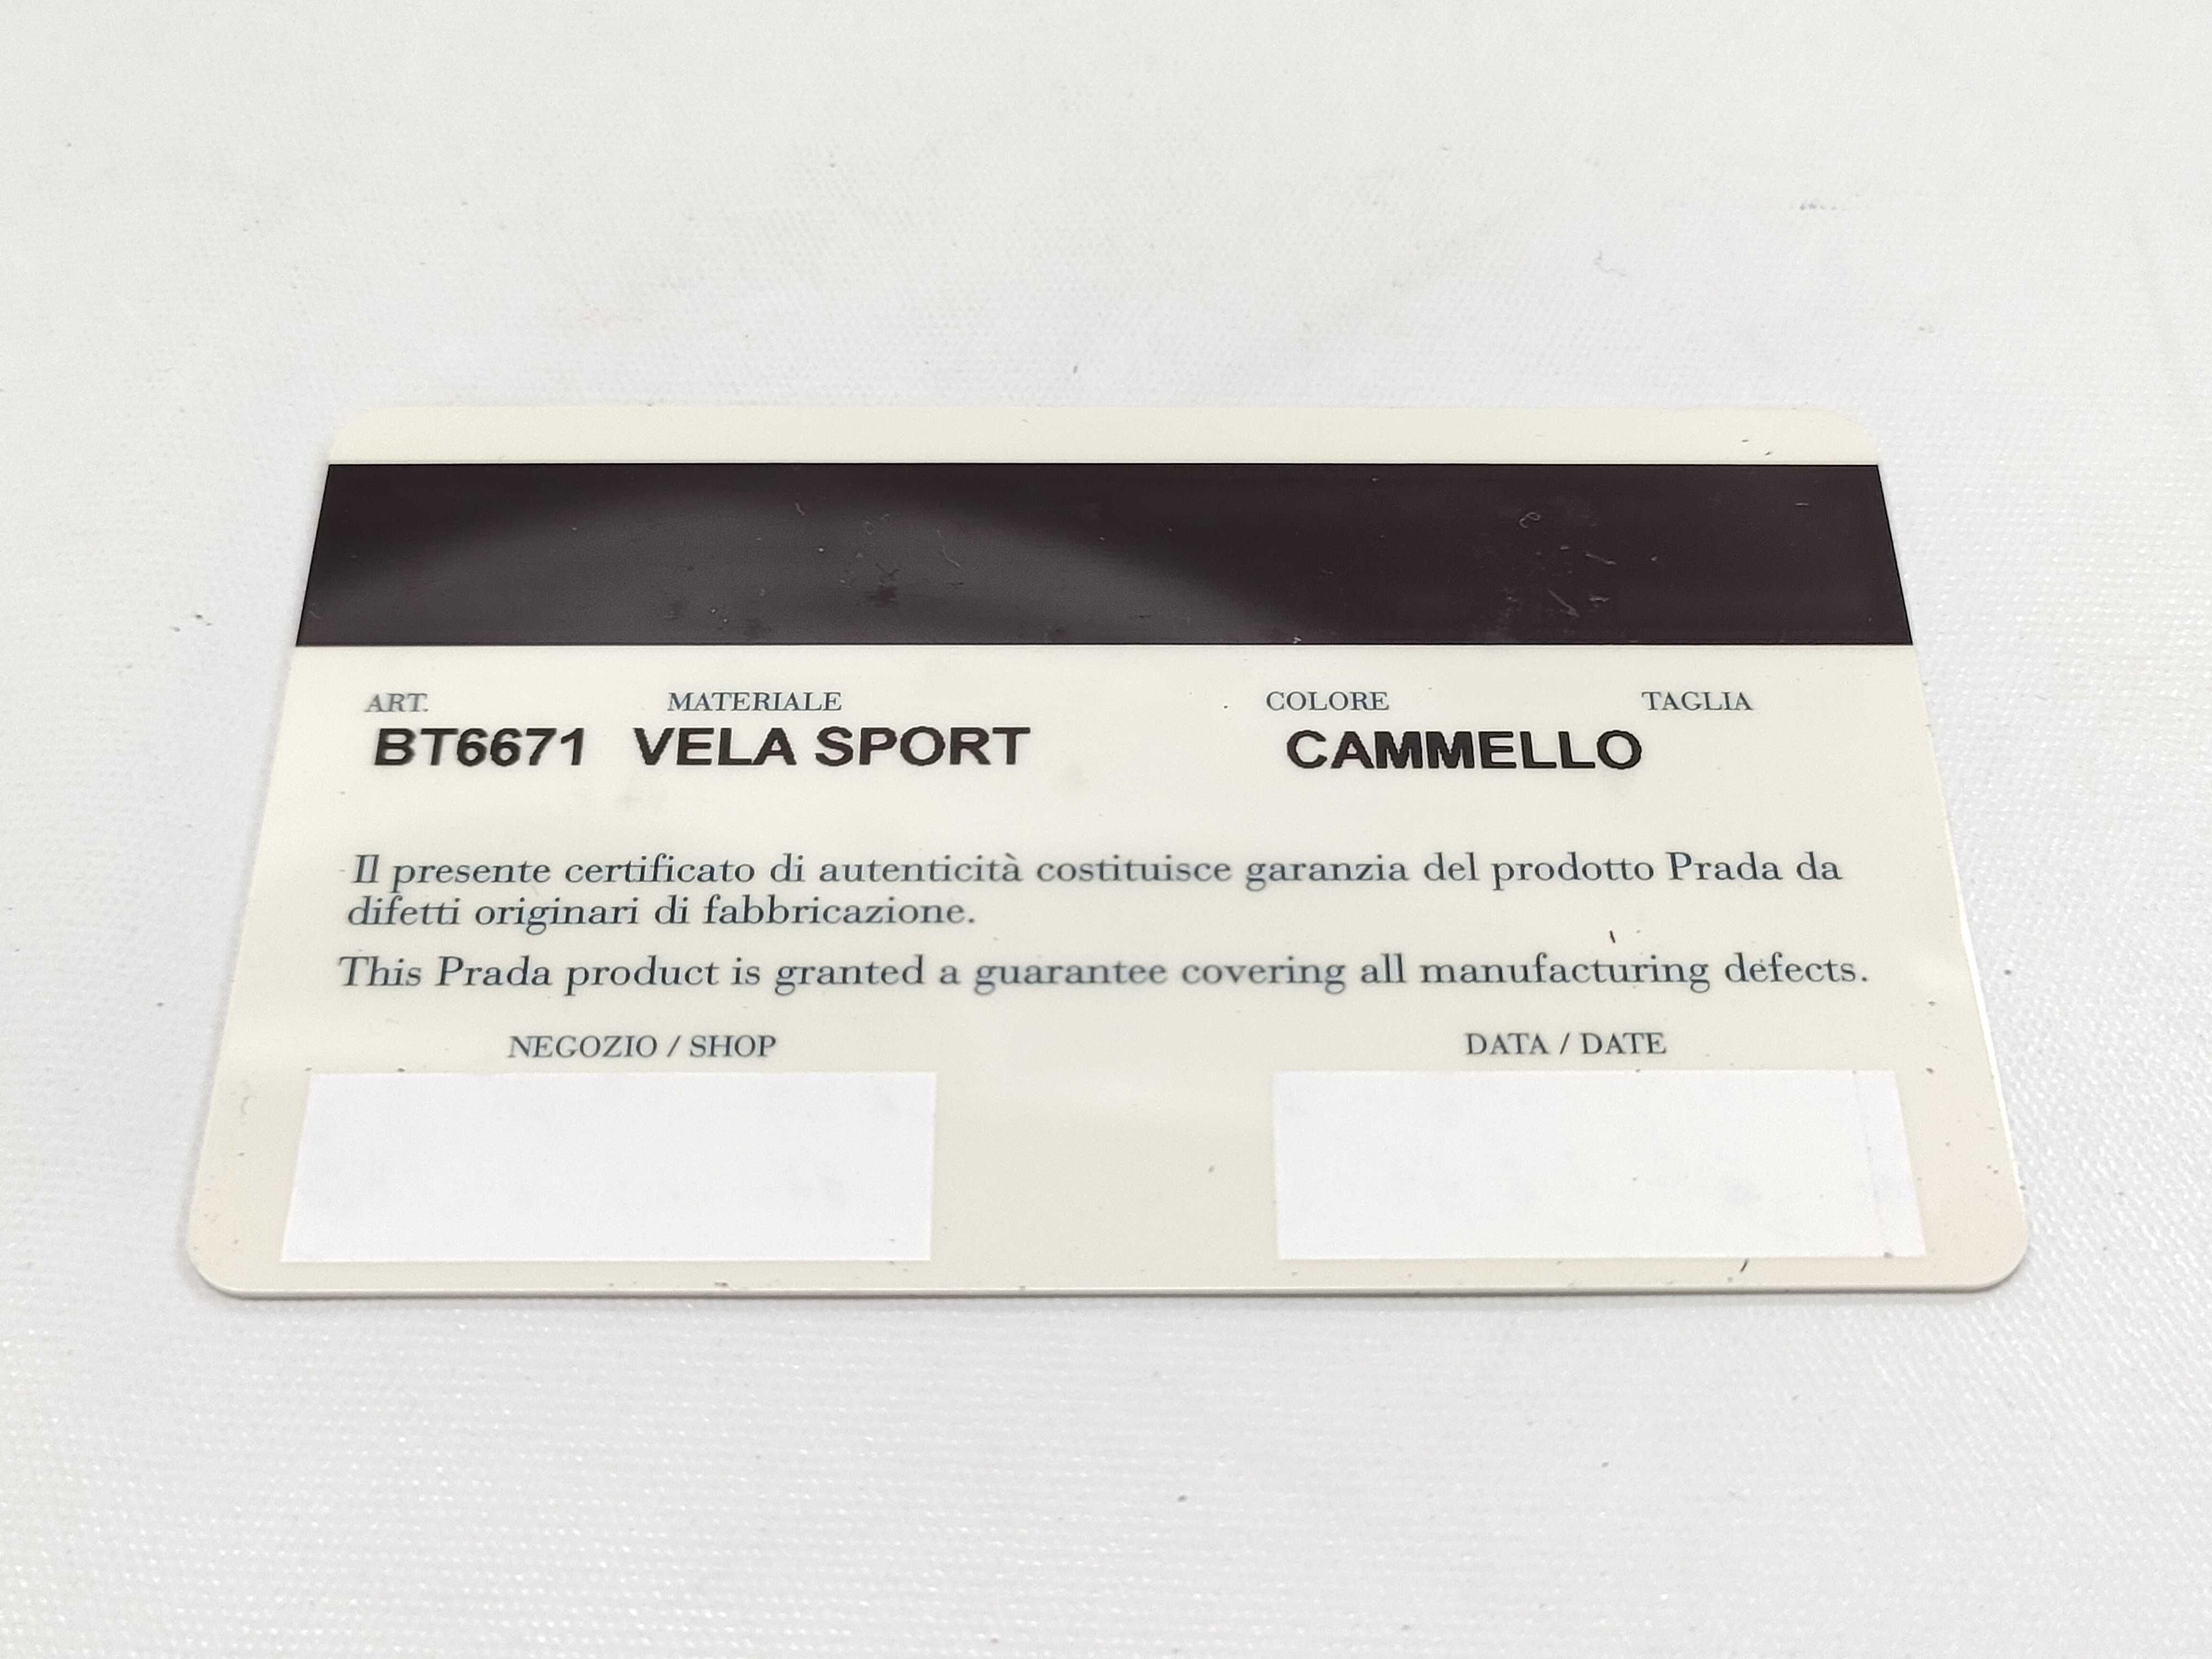 ART. MATERIALE COLORE TAGLIA
BT6671 VELA SPORT CAMMELLO
Il presente certificato di autenticità costituisce garanzia del prodotto Prada da
difetti originari di fabbricazione.
This Prada product is granted a guarantee covering all manufacturing defects.
NEGOZIO / SHOP DATA / DATE